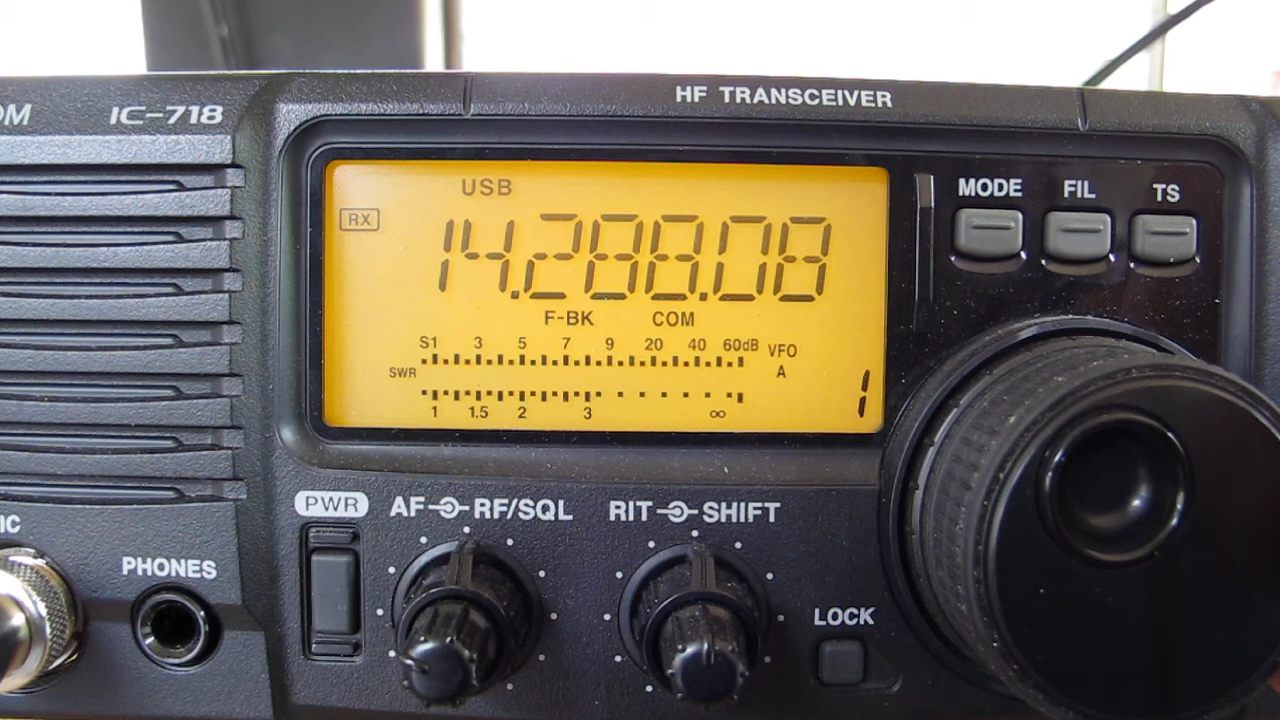 HF TRANSCEIVER
OM IC-718
USB
RX 14.288.08
F-BK COM
S1 3 5 7 9 20 40 60dB
SWR
1 1.5 2 3 ∞
VFO
A
1
MODE FIL TS
PWR AF RF/SQL RIT SHIFT
IC
PHONES
LOCK